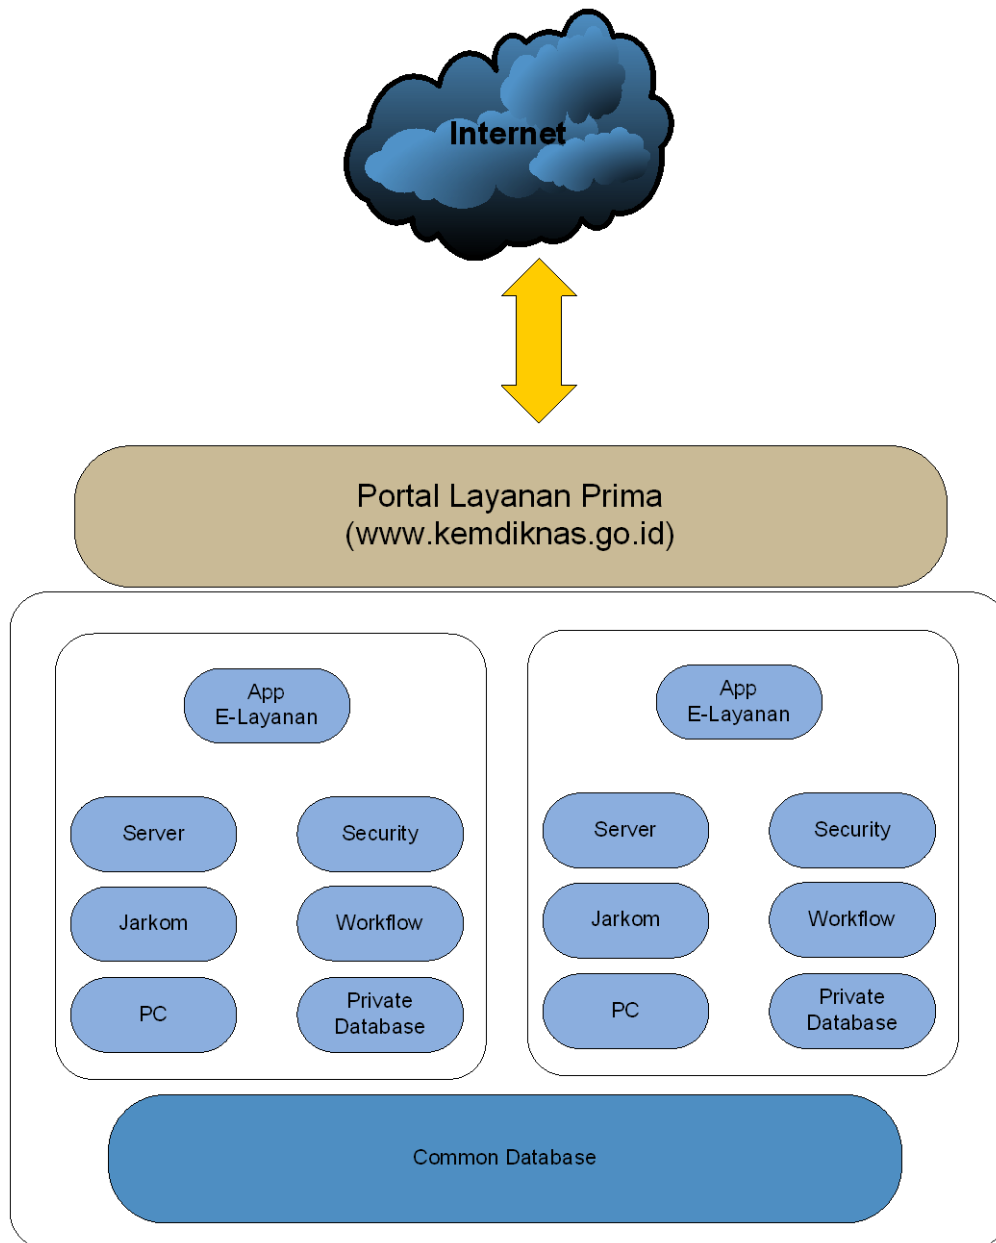 Internet
Portal Layanan Prima
(www.kemdiknas.go.id)
App
E-Layanan
Server
Security
Jarkom
Workflow
PC
Private
Database
App
E-Layanan
Server
Security
Jarkom
Workflow
PC
Private
Database
Common Database